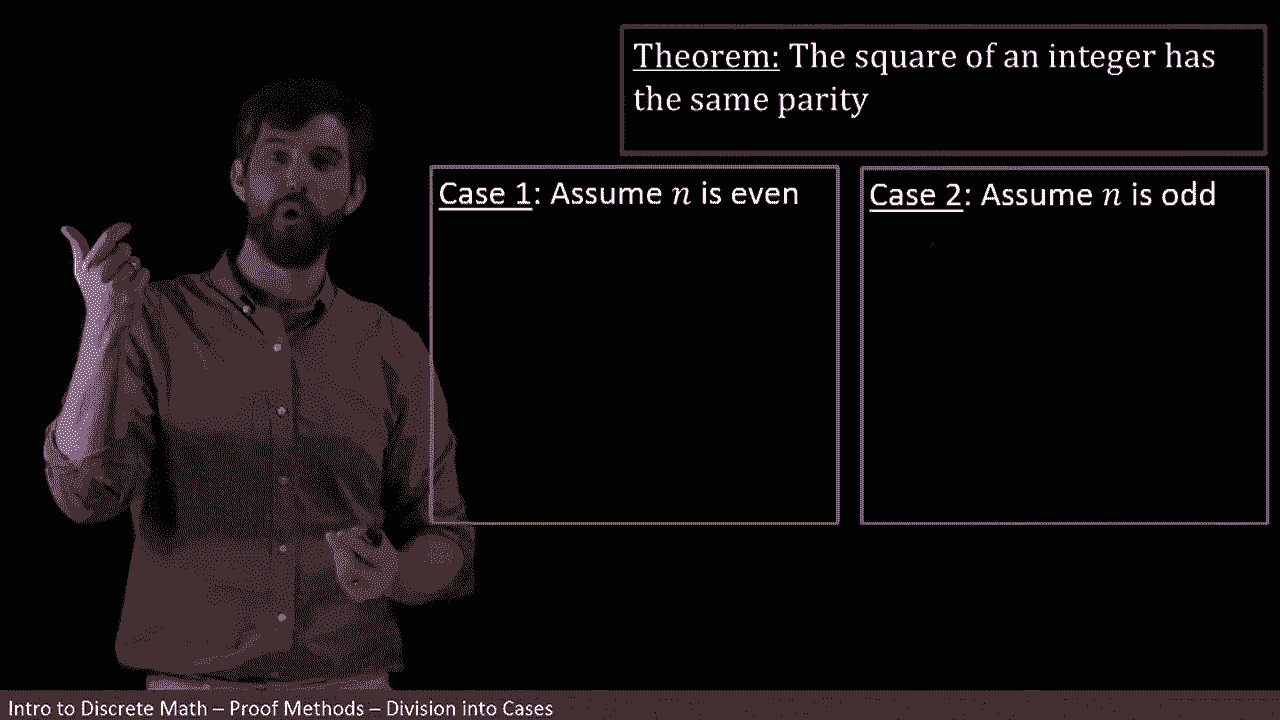 Theorem: The square of an integer has
the same parity
Case 1: Assume n is even
Case 2: Assume n is odd
Intro to Discrete Math – Proof Methods – Division into Cases